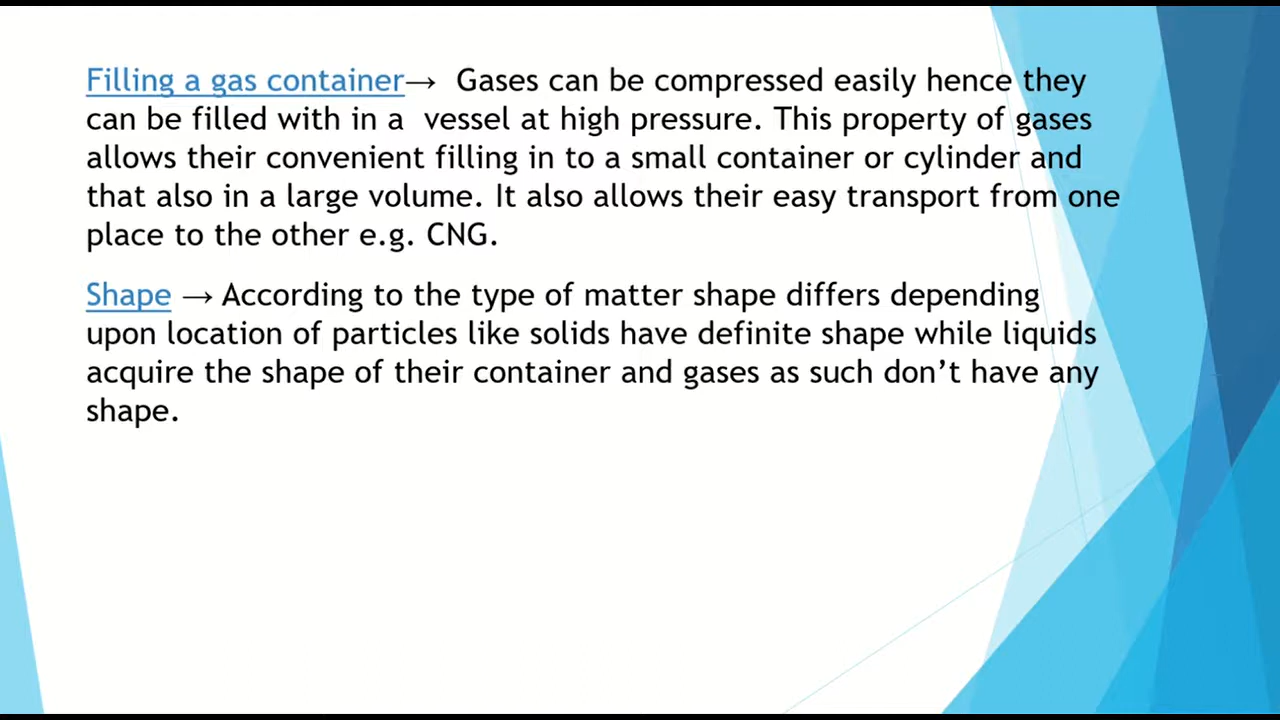 Filling a gas container→ Gases can be compressed easily hence they
can be filled with in a vessel at high pressure. This property of gases
allows their convenient filling in to a small container or cylinder and
that also in a large volume. It also allows their easy transport from one
place to the other e.g. CNG.
Shape → According to the type of matter shape differs depending
upon location of particles like solids have definite shape while liquids
acquire the shape of their container and gases as such don’t have any
shape.